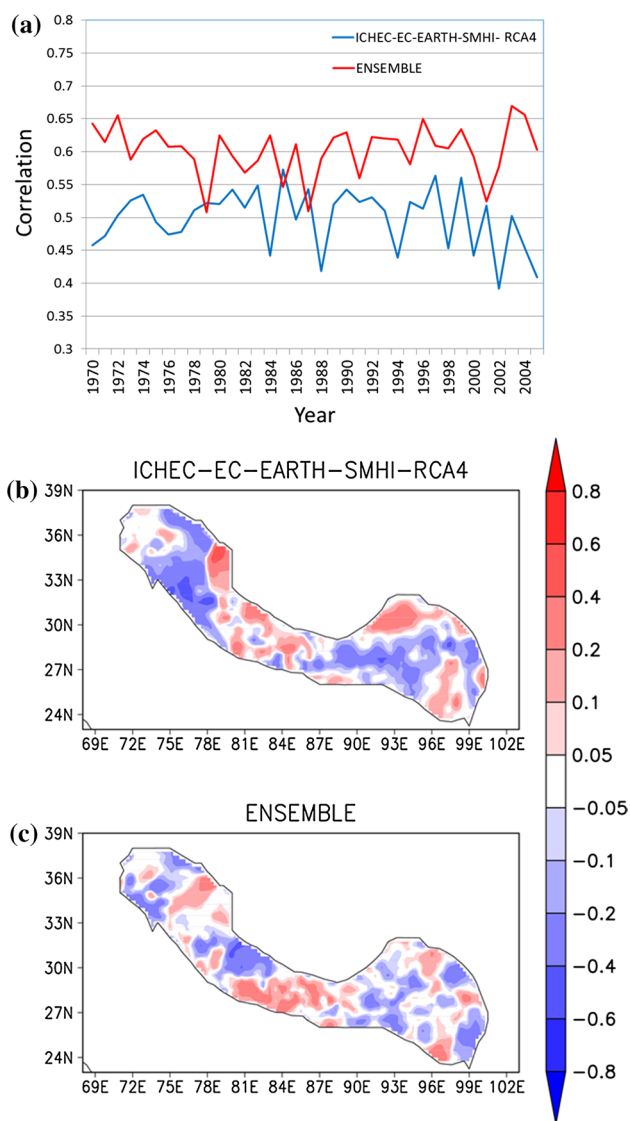 (a)
0.8
0.75
0.7
0.65
0.6
0.55
0.5
0.45
0.4
0.35
0.3
Correlation
ICHEC-EC-EARTH-SMHI- RCA4
ENSEMBLE
1970
1972
1974
1976
1978
1980
1982
1984
1986
1988
1990
1992
1994
1996
1998
2000
2002
2004
Year
(b)
ICHEC-EC-EARTH-SMHI-RCA4
39N
36N
33N
30N
27N
24N
69E 72E 75E 78E 81E 84E 87E 90E 93E 96E 99E 102E
(c)
ENSEMBLE
39N
36N
33N
30N
27N
24N
69E 72E 75E 78E 81E 84E 87E 90E 93E 96E 99E 102E
0.8
0.6
0.4
0.2
0.1
0.05
-0.05
-0.1
-0.2
-0.4
-0.6
-0.8